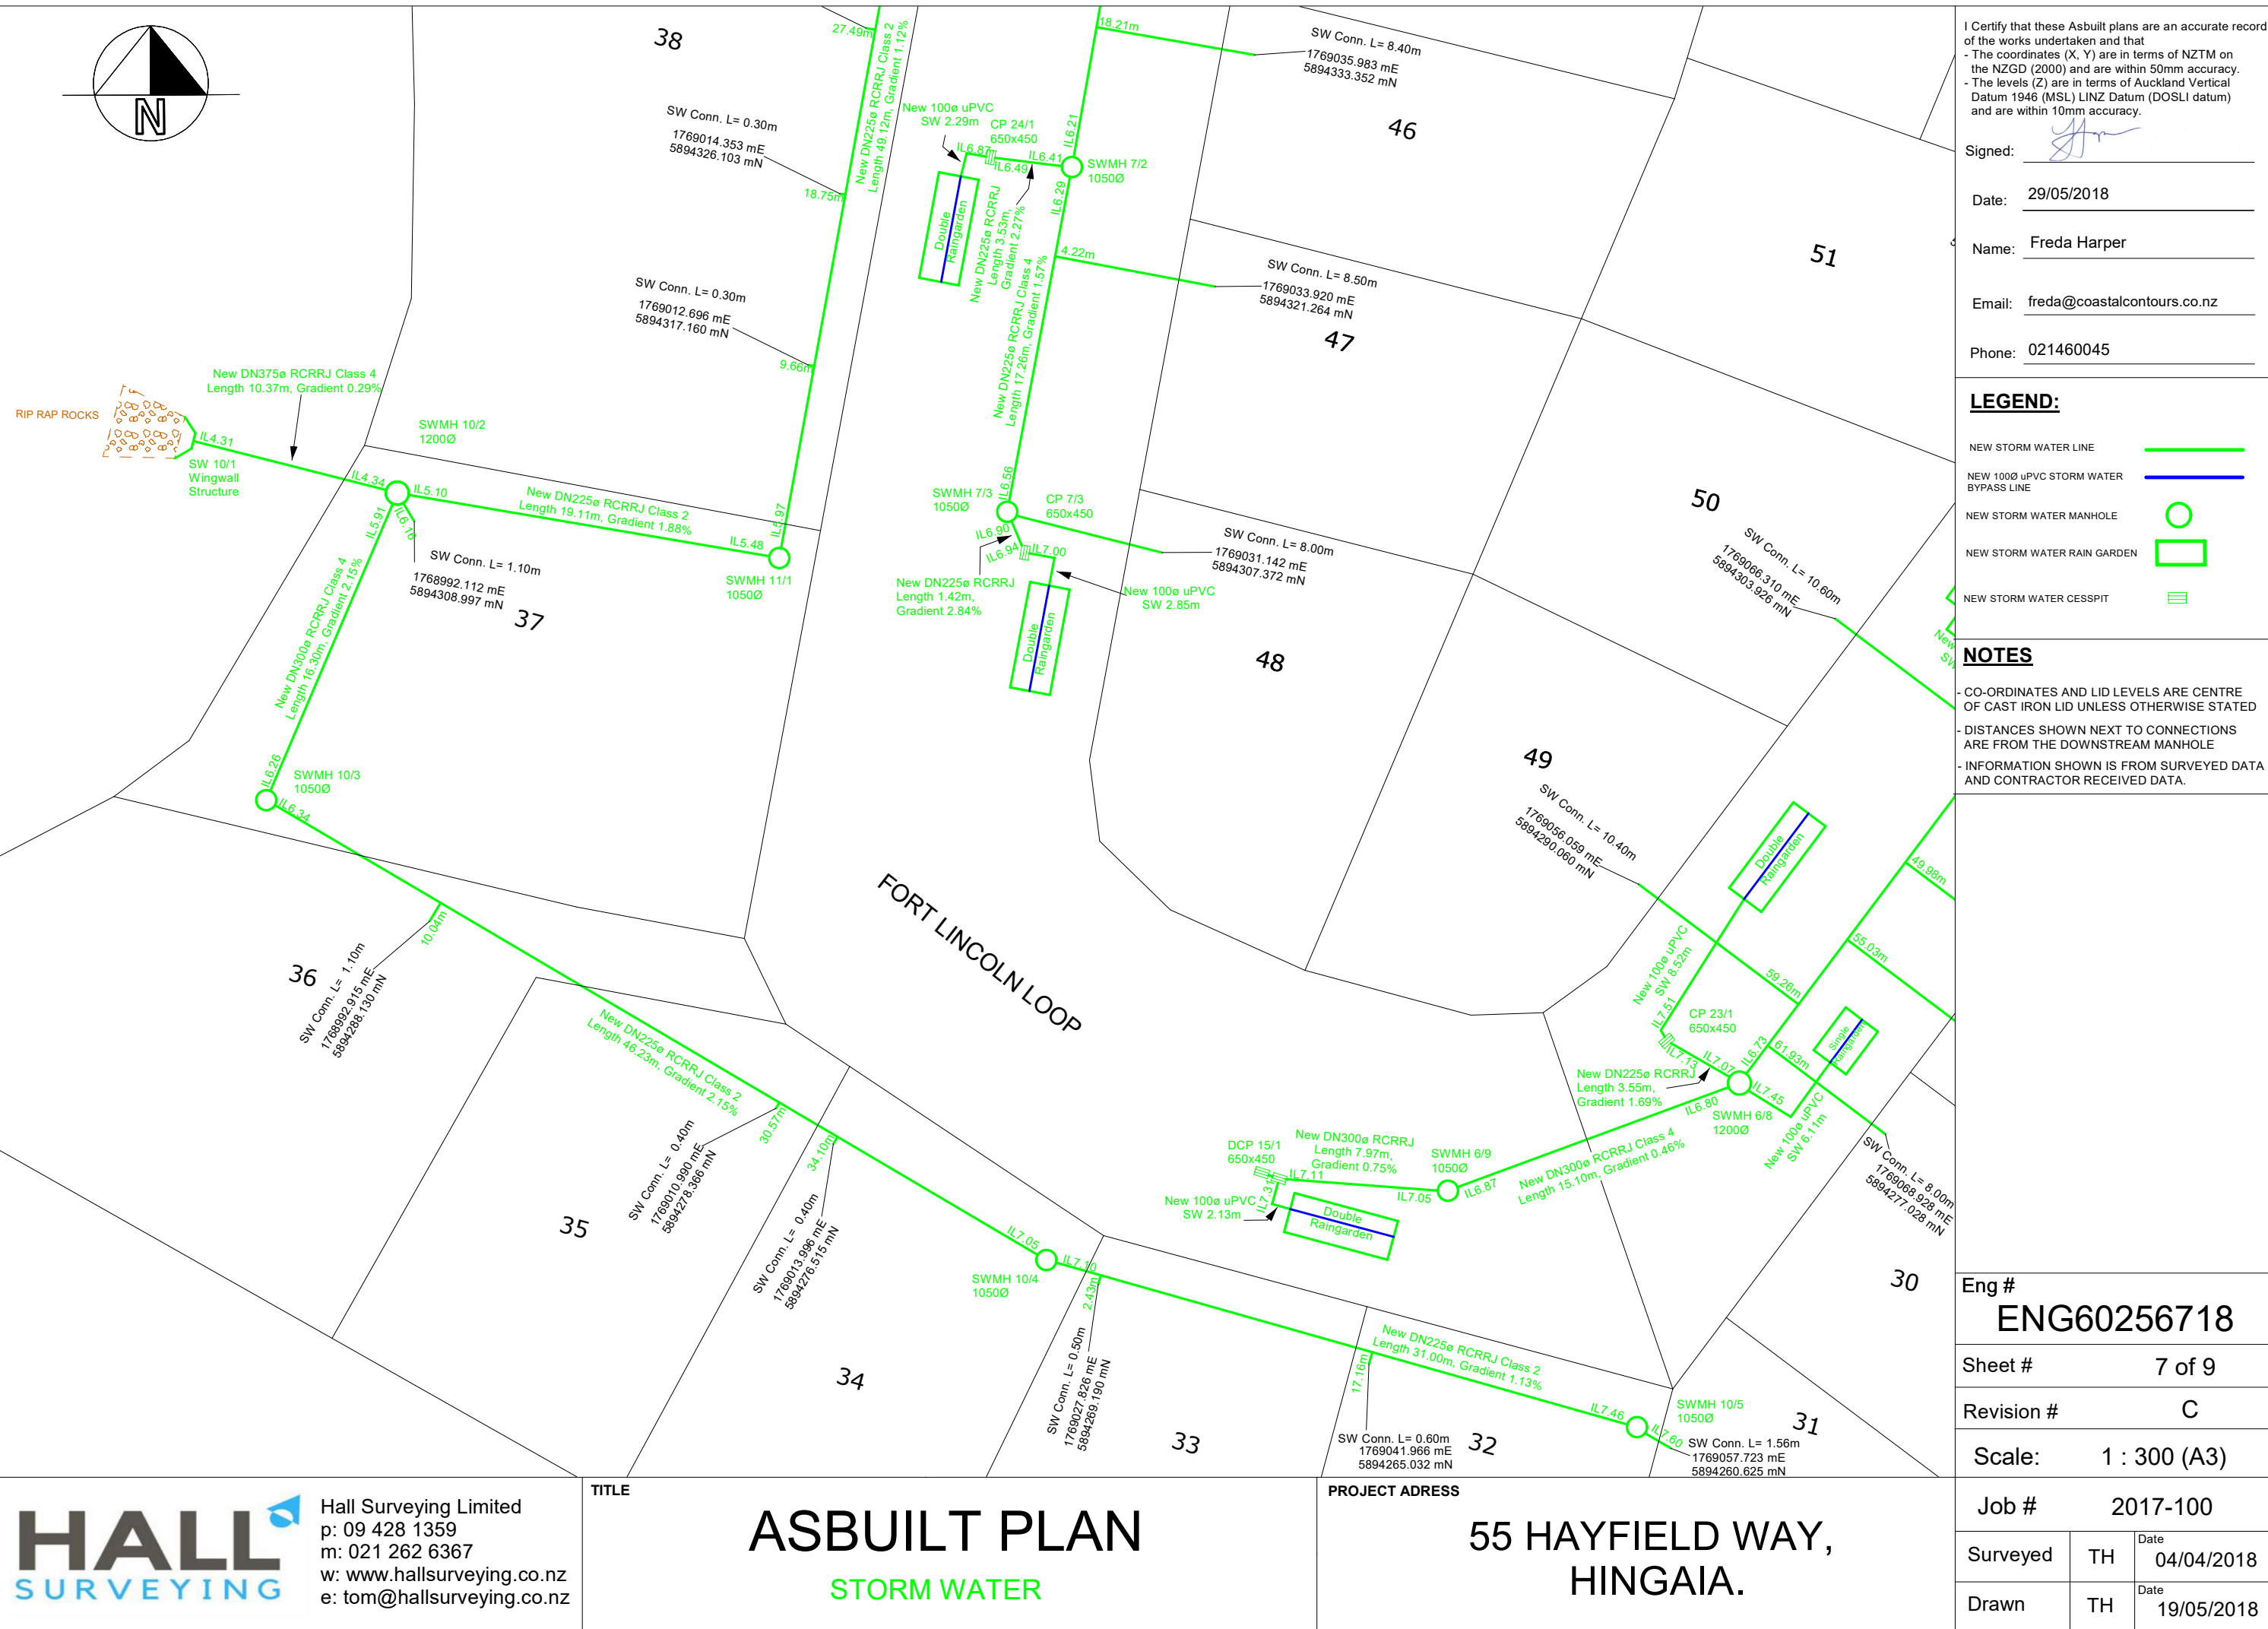 N
38
27.49m
New DN225ø RCRRJ Class 2
Length 49.12m, Gradient 1.12%
18.21m
SW Conn. L= 8.40m
1769035.983 mE
5894333.352 mN
46
SW Conn. L= 0.30m
1769014.353 mE
5894326.103 mN
18.75m
New 100ø uPVC
SW 2.29m
CP 24/1
650x450
IL6.87
IL6.49
IL6.41
IL6.21
SWMH 7/2
1050Ø
IL6.29
Double
Raingarden
New DN225ø RCRRJ
Length 3.53m,
Gradient 2.27%
4.22m
SW Conn. L= 8.50m
1769033.920 mE
5894321.264 mN
47
51
SW Conn. L= 0.30m
1769012.696 mE
5894317.160 mN
9.66m
New DN225ø RCRRJ Class 4
Length 17.26m, Gradient 1.57%
RIP RAP ROCKS
New DN375ø RCRRJ Class 4
Length 10.37m, Gradient 0.29%
IL4.31
SW 10/1
Wingwall
Structure
SWMH 10/2
1200Ø
IL4.34
IL5.10
IL5.91
IL6.16
New DN225ø RCRRJ Class 2
Length 19.11m, Gradient 1.88%
IL5.48
IL5.97
SWMH 11/1
1050Ø
SW Conn. L= 1.10m
1768992.112 mE
5894308.997 mN
37
New DN300ø RCRRJ Class 4
Length 16.30m, Gradient 2.15%
IL6.56
SWMH 7/3
1050Ø
CP 7/3
650x450
IL6.90
IL6.94
IL7.00
New DN225ø RCRRJ
Length 1.42m,
Gradient 2.84%
New 100ø uPVC
SW 2.85m
Double
Raingarden
SW Conn. L= 8.00m
1769031.142 mE
5894307.372 mN
48
50
SW Conn. L= 10.60m
1769066.310 mE
5894303.926 mN
New
SW
IL6.26
SWMH 10/3
1050Ø
IL6.34
49
SW Conn. L= 10.40m
1769056.059 mE
5894290.060 mN
Double
Raingarden
49.98m
55.03m
59.26m
New 100ø uPVC
SW 8.52m
IL7.51
CP 23/1
650x450
IL7.13
IL7.07
IL6.73
61.93m
Single
Raingarden
FORT LINCOLN LOOP
10.04m
36
SW Conn. L= 1.10m
1768992.915 mE
5894288.130 mN
New DN225ø RCRRJ Class 2
Length 46.23m, Gradient 2.15%
30.57m
34.10m
SW Conn. L= 0.40m
1769010.990 mE
5894278.366 mN
35
SW Conn. L= 0.40m
1769013.996 mE
5894276.515 mN
34
New DN225ø RCRRJ
Length 3.55m,
Gradient 1.69%
IL6.80
IL7.45
SWMH 6/8
1200Ø
New 100ø uPVC
SW 6.11m
SW Conn. L= 8.00m
1769068.928 mE
5894277.028 mN
30
DCP 15/1
650x450
New DN300ø RCRRJ
Length 7.97m,
Gradient 0.75%
IL7.31
IL7.11
IL7.05
SWMH 6/9
1050Ø
IL6.87
New DN300ø RCRRJ Class 4
Length 15.10m, Gradient 0.46%
New 100ø uPVC
SW 2.13m
Double
Raingarden
IL7.05
SWMH 10/4
1050Ø
IL7.10
2.43m
SW Conn. L= 0.50m
1769027.826 mE
5894269.190 mN
33
17.16m
New DN225ø RCRRJ Class 2
Length 31.00m, Gradient 1.13%
SW Conn. L= 0.60m
1769041.966 mE
5894265.032 mN
32
IL7.46
SWMH 10/5
1050Ø
IL7.60
SW Conn. L= 1.56m
1769057.723 mE
5894260.625 mN
31
I Certify that these Asbuilt plans are an accurate record
of the works undertaken and that
- The coordinates (X, Y) are in terms of NZTM on
the NZGD (2000) and are within 50mm accuracy.
- The levels (Z) are in terms of Auckland Vertical
Datum 1946 (MSL) LINZ Datum (DOSLI datum)
and are within 10mm accuracy.
Signed:
Date: 29/05/2018
Name: Freda Harper
Email: freda@coastalcontours.co.nz
Phone: 021460045
LEGEND:
NEW STORM WATER LINE
NEW 100Ø uPVC STORM WATER
BYPASS LINE
NEW STORM WATER MANHOLE
NEW STORM WATER RAIN GARDEN
NEW STORM WATER CESSPIT
NOTES
- CO-ORDINATES AND LID LEVELS ARE CENTRE
OF CAST IRON LID UNLESS OTHERWISE STATED
- DISTANCES SHOWN NEXT TO CONNECTIONS
ARE FROM THE DOWNSTREAM MANHOLE
- INFORMATION SHOWN IS FROM SURVEYED DATA
AND CONTRACTOR RECEIVED DATA.
Eng #
ENG60256718
Sheet # 7 of 9
Revision # C
Scale: 1 : 300 (A3)
Job # 2017-100
Surveyed TH Date 04/04/2018
Drawn TH Date 19/05/2018
HALL
SURVEYING
Hall Surveying Limited
p: 09 428 1359
m: 021 262 6367
w: www.hallsurveying.co.nz
e: tom@hallsurveying.co.nz
TITLE
ASBUILT PLAN
STORM WATER
PROJECT ADRESS
55 HAYFIELD WAY,
HINGAIA.